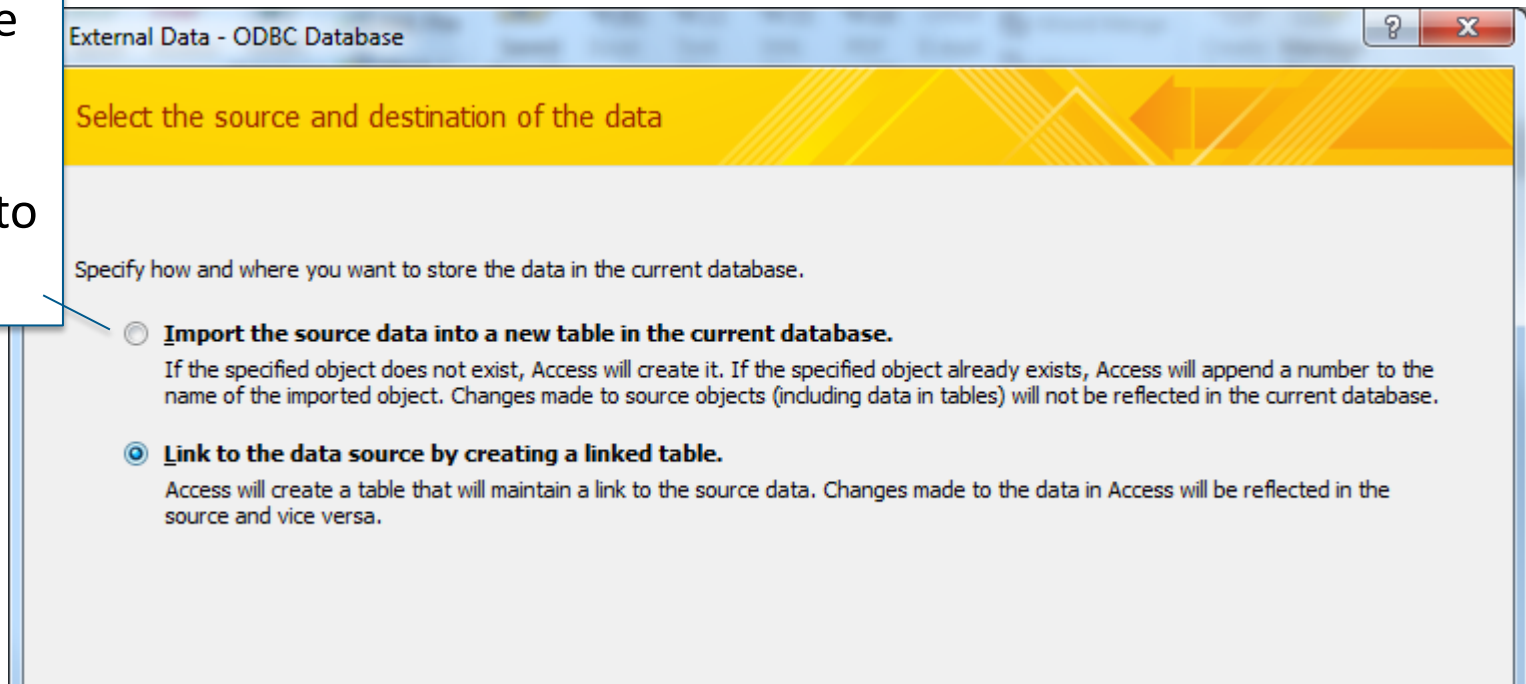 e
to
External Data - ODBC Database
Select the source and destination of the data
Specify how and where you want to store the data in the current database.
Import the source data into a new table in the current database.
If the specified object does not exist, Access will create it. If the specified object already exists, Access will append a number to the
name of the imported object. Changes made to source objects (including data in tables) will not be reflected in the current database.
Link to the data source by creating a linked table.
Access will create a table that will maintain a link to the source data. Changes made to the data in Access will be reflected in the
source and vice versa.